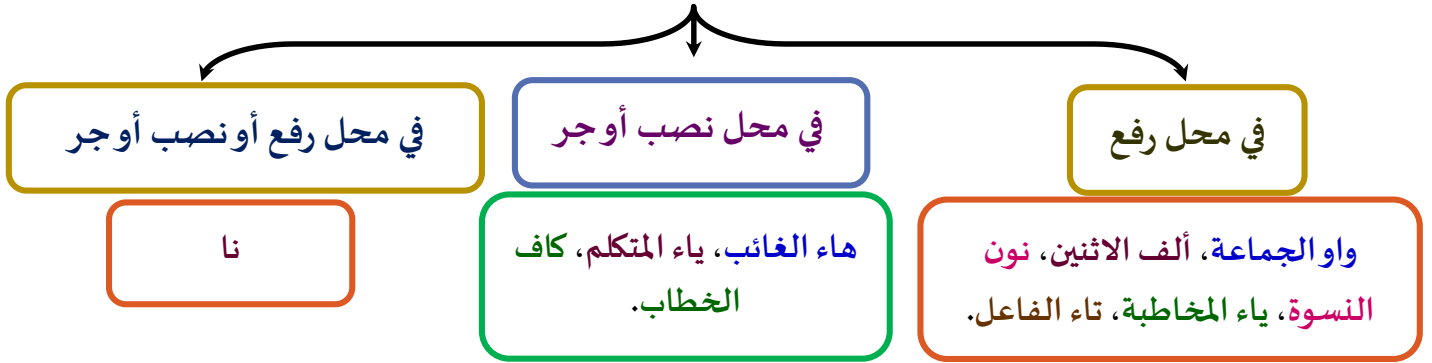 في محل رفع
في محل نصب أو جر
في محل رفع أو نصب أو جر
واو الجماعة، ألف الاثنين، نون
النسوة، ياء المخاطبة، تاء الفاعل.
هاء الغائب، ياء المتكلم، كاف
الخطاب.
نا